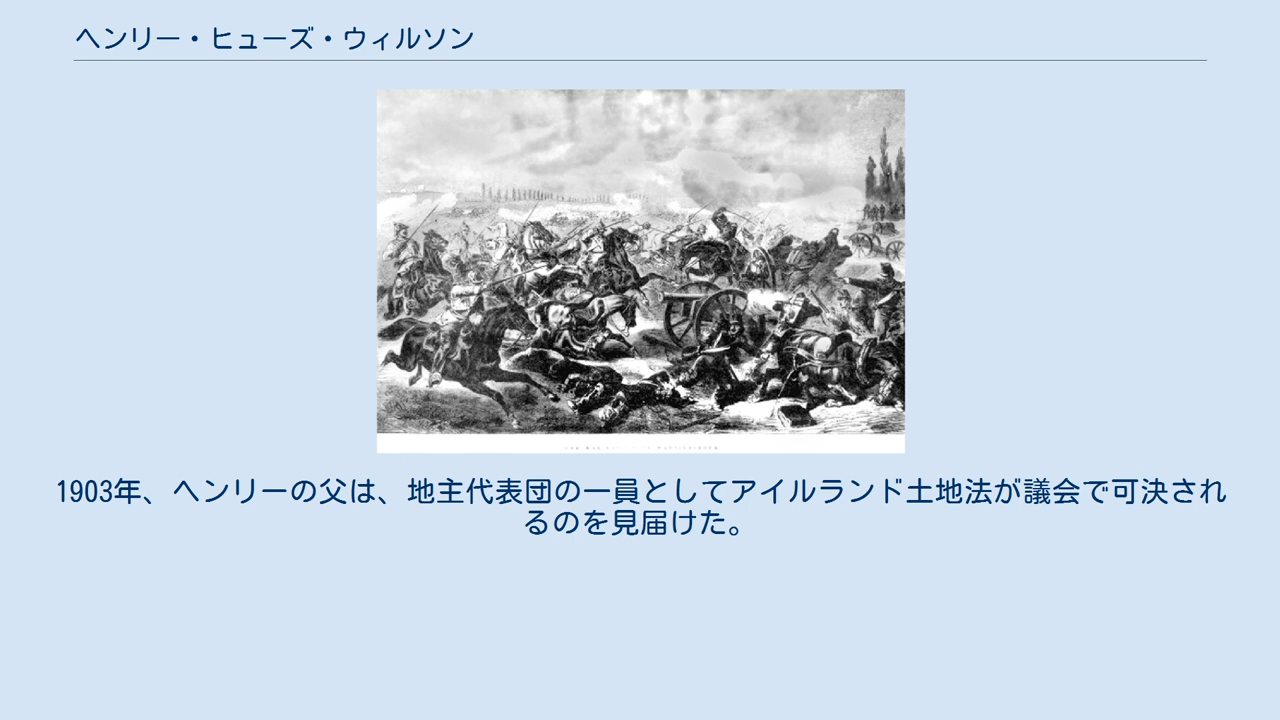 ヘンリー・ヒューズ・ウィルソン
1903年、ヘンリーの父は、地主代表団の一員としてアイルランド土地法が議会で可決され
るのを見届けた。